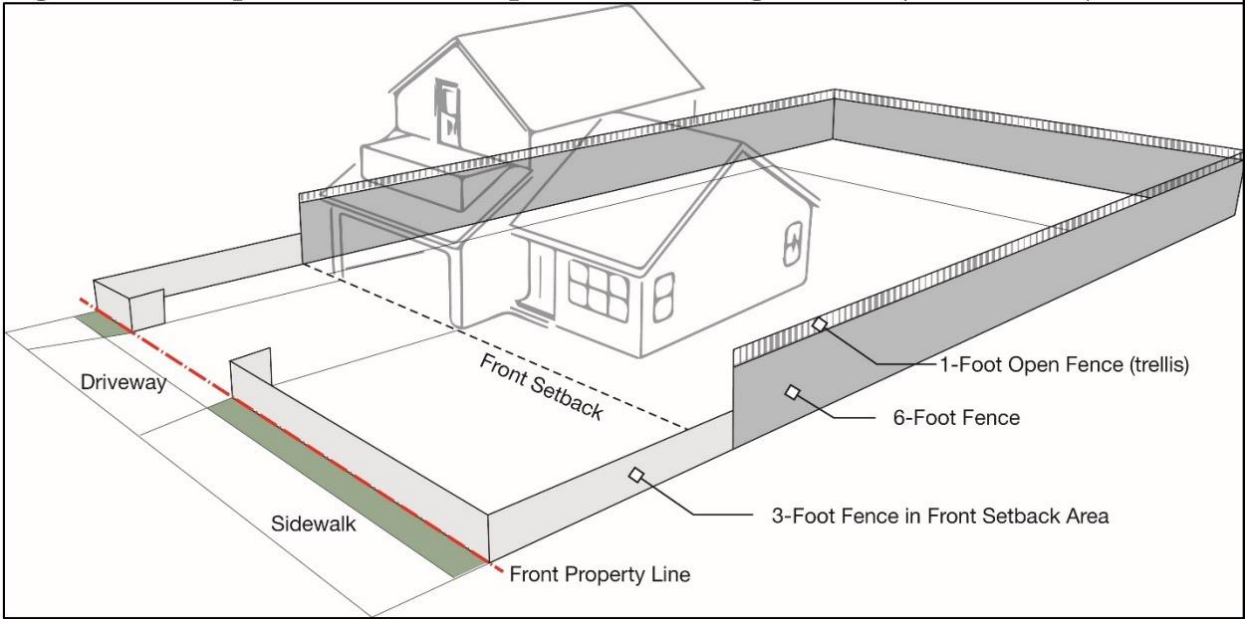 Driveway
Front Setback
1-Foot Open Fence (trellis)
6-Foot Fence
3-Foot Fence in Front Setback Area
Sidewalk
Front Property Line